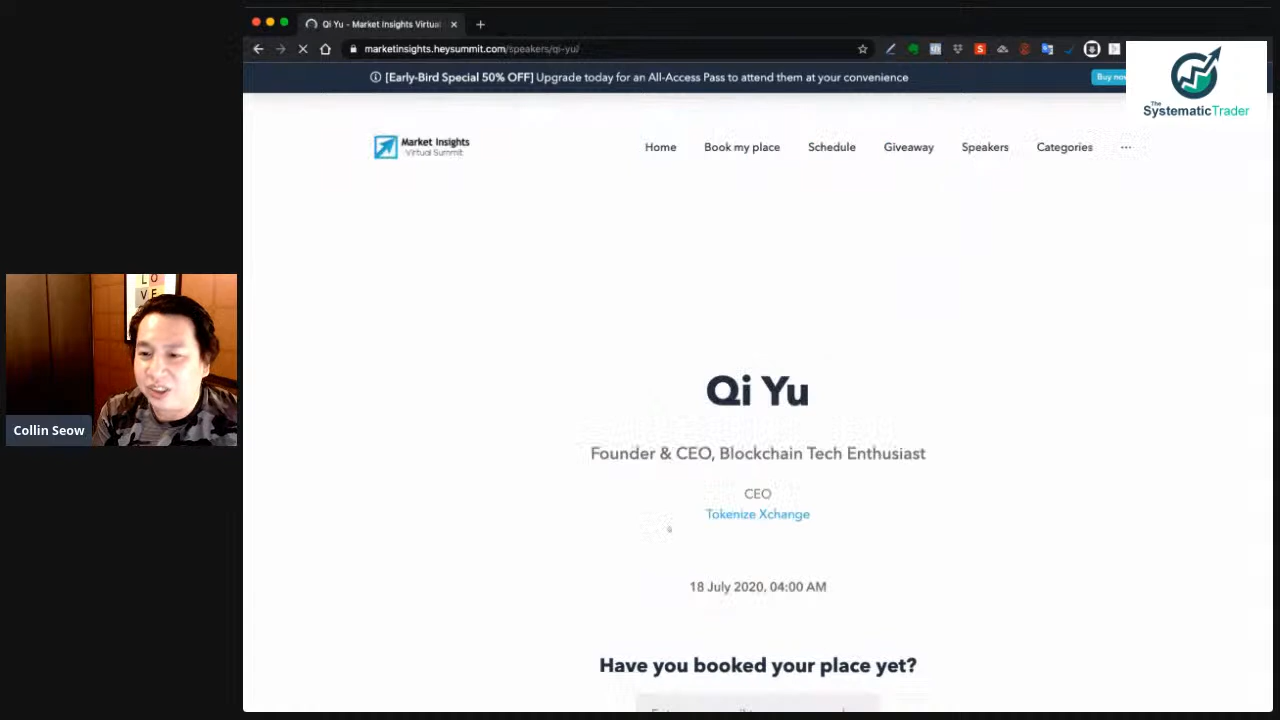 Qi Yu - Market Insights Virtual
marketinsights.heysummit.com/speakers/qi-yu/
[Early-Bird Special 50% OFF] Upgrade today for an All-Access Pass to attend them at your convenience
Buy now
The
SystematicTrader
Market Insights
Virtual Summit
Home
Book my place
Schedule
Giveaway
Speakers
Categories
...
LO
VE
Qi Yu
Founder & CEO, Blockchain Tech Enthusiast
CEO
Tokenize Xchange
Collin Seow
18 July 2020, 04:00 AM
Have you booked your place yet?